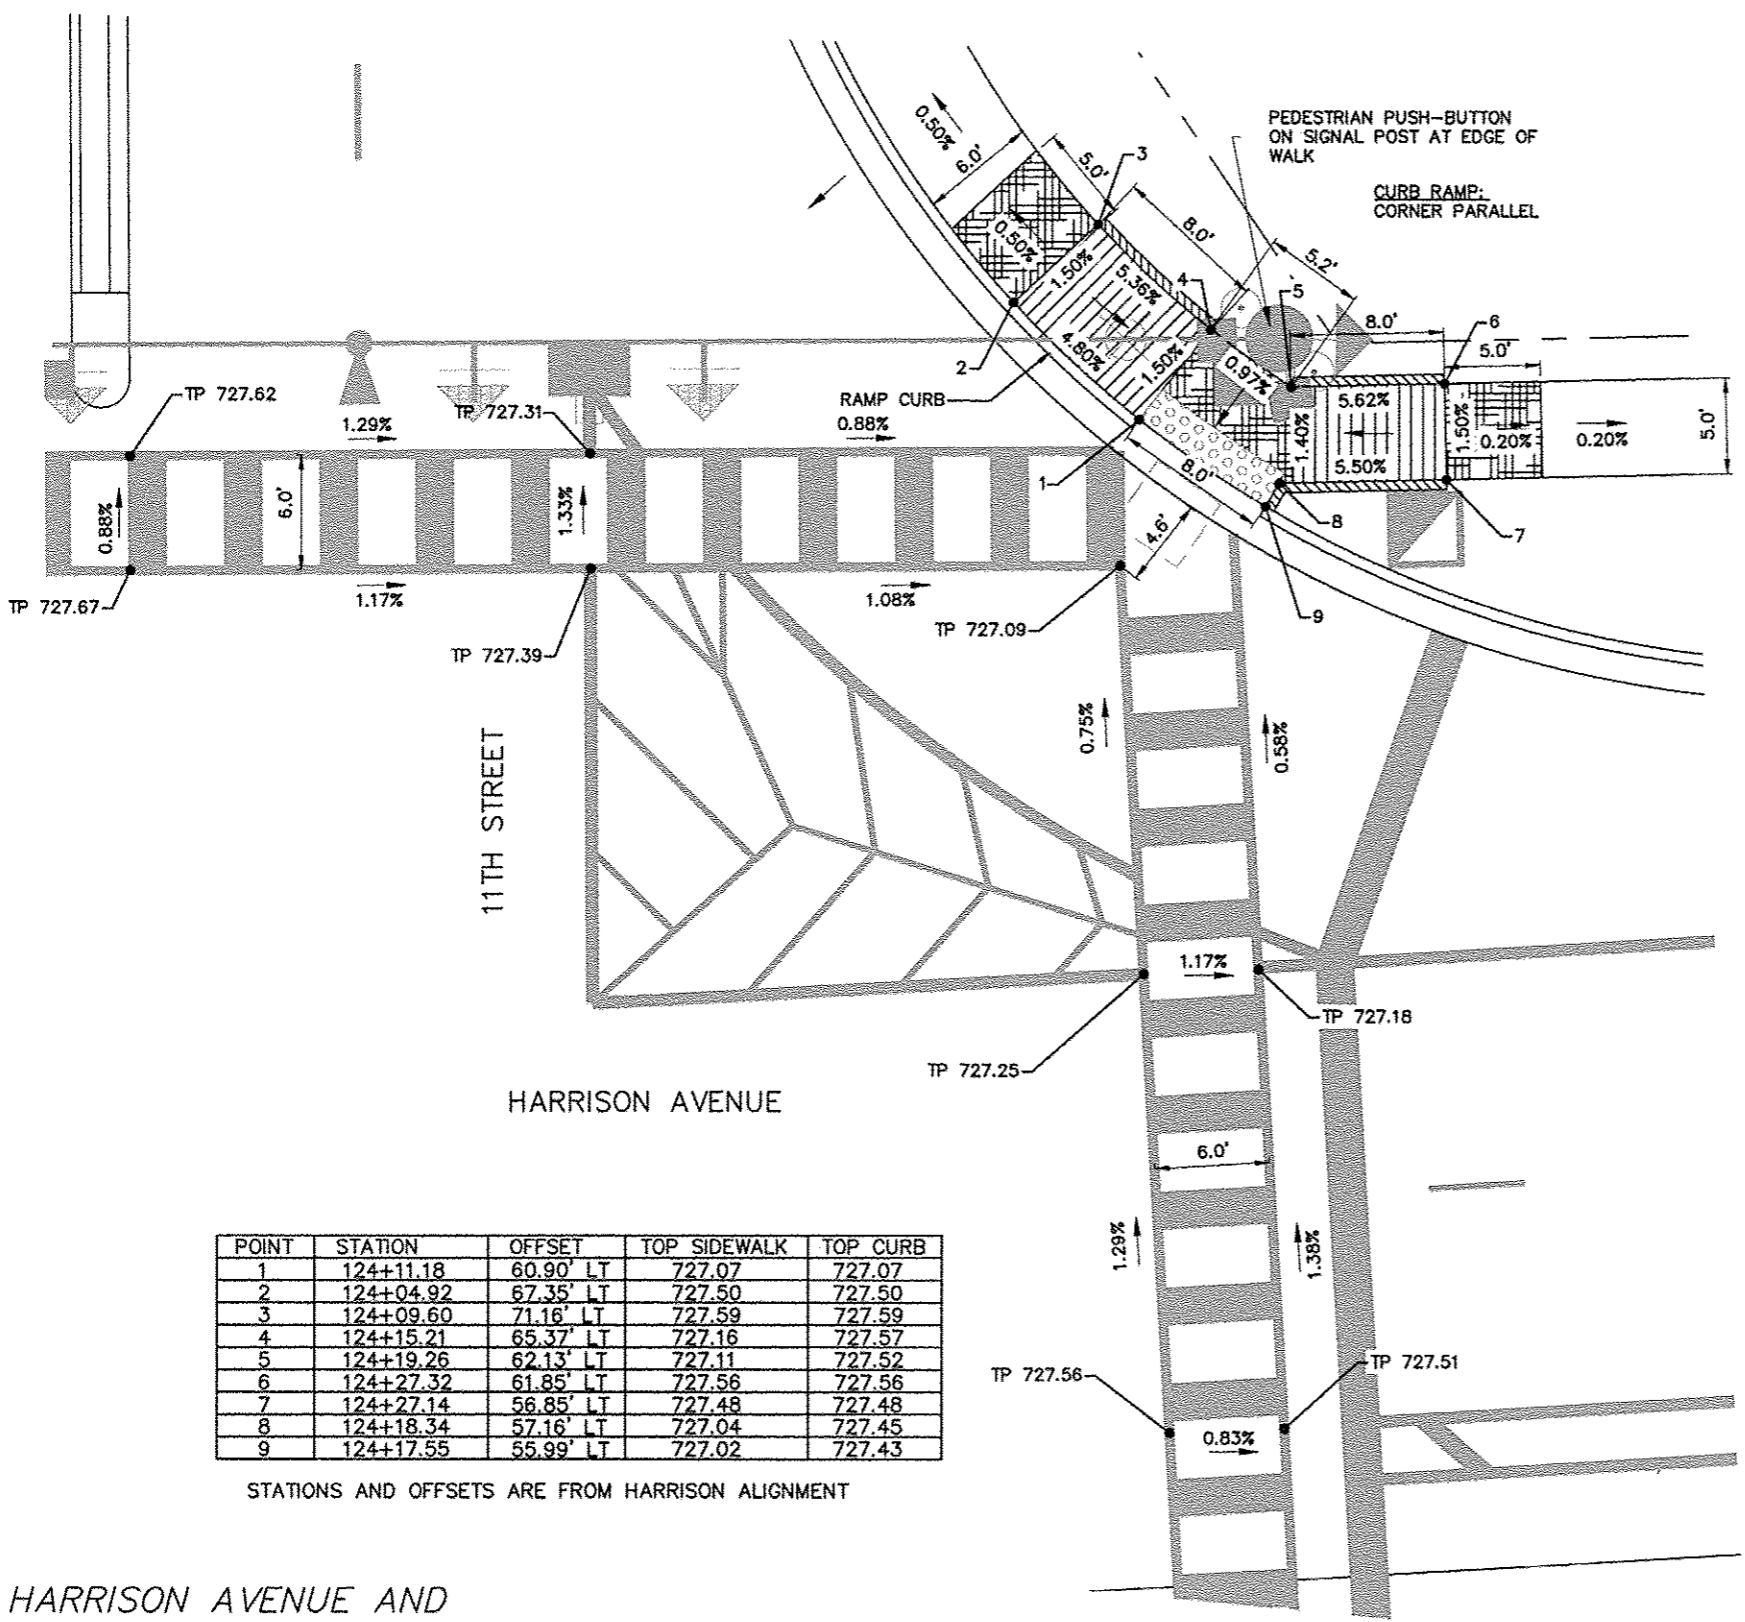 PEDESTRIAN PUSH-BUTTON
ON SIGNAL POST AT EDGE OF
WALK
CURB RAMP:
CORNER PARALLEL
0.50%
6.0'
5.0'
3
8.0'
0.50%
1.50%
5.36%
4
5.2'
5
8.0'
6
5.0'
2
4.80%
1.50%
0.97%
RAMP CURB
5.62%
1.50%
0.20%
0.20%
5.0'
1.40%
5.50%
1
8.0'
8
7
4.6'
9
TP 727.62
1.29%
TP 727.31
0.88%
0.88%
6.0'
1.33%
TP 727.67
1.17%
1.08%
TP 727.39
TP 727.09
0.75%
0.58%
11TH STREET
1.17%
TP 727.18
TP 727.25
HARRISON AVENUE
6.0'
1.29%
1.38%
POINT STATION OFFSET TOP SIDEWALK TOP CURB
1 124+11.18 60.90' LT 727.07 727.07
2 124+04.92 67.35' LT 727.50 727.50
3 124+09.60 71.16' LT 727.59 727.59
4 124+15.21 65.37' LT 727.16 727.57
5 124+19.26 62.13' LT 727.11 727.52
6 124+27.32 61.85' LT 727.56 727.56
7 124+27.14 56.85' LT 727.48 727.48
8 124+18.34 57.16' LT 727.04 727.45
9 124+17.55 55.99' LT 727.02 727.43
STATIONS AND OFFSETS ARE FROM HARRISON ALIGNMENT
TP 727.56
TP 727.51
0.83%
HARRISON AVENUE AND